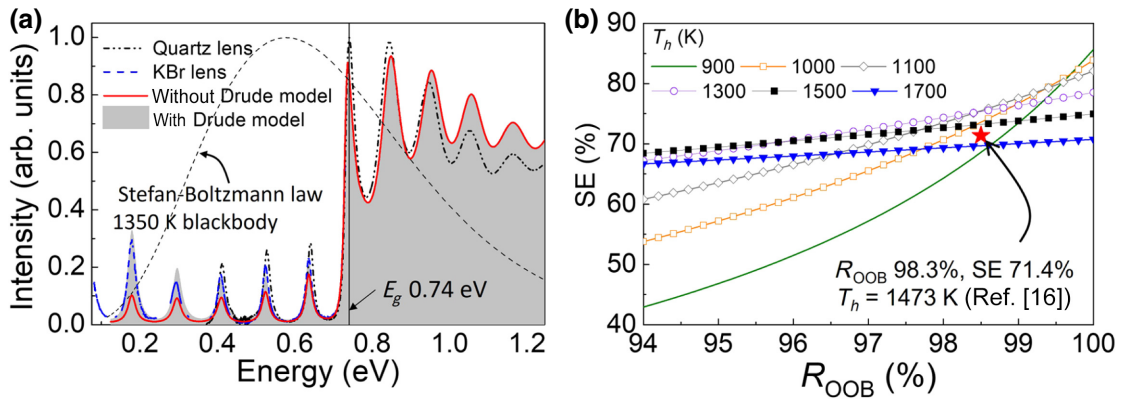 (a)
Intensity (arb. units)
1.0
0.8
0.6
0.4
0.2
0.0
Quartz lens
KBr lens
Without Drude model
With Drude model
Stefan-Boltzmann law
1350 K blackbody
Eg 0.74 eV
0.2 0.4 0.6 0.8 1.0 1.2
Energy (eV)
(b)
SE (%)
90
80
70
60
50
40
Th (K)
900 1000 1100
1300 1500 1700
ROOB 98.3%, SE 71.4%
Th = 1473 K (Ref. [16])
94 95 96 97 98 99 100
ROOB (%)